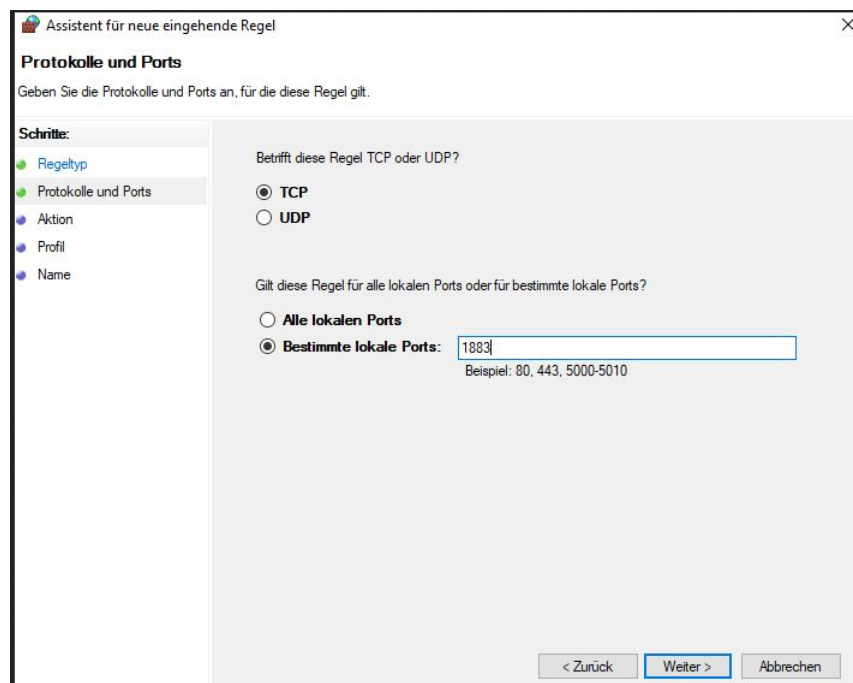 Assistent für neue eingehende Regel
Protokolle und Ports
Geben Sie die Protokolle und Ports an, für die diese Regel gilt.
Schritte:
Regeltyp
Protokolle und Ports
Aktion
Profil
Name
Betrifft diese Regel TCP oder UDP?
TCP
UDP
Gilt diese Regel für alle lokalen Ports oder für bestimmte lokale Ports?
Alle lokalen Ports
Bestimmte lokale Ports: 1883
Beispiel: 80, 443, 5000-5010
< Zurück Weiter > Abbrechen